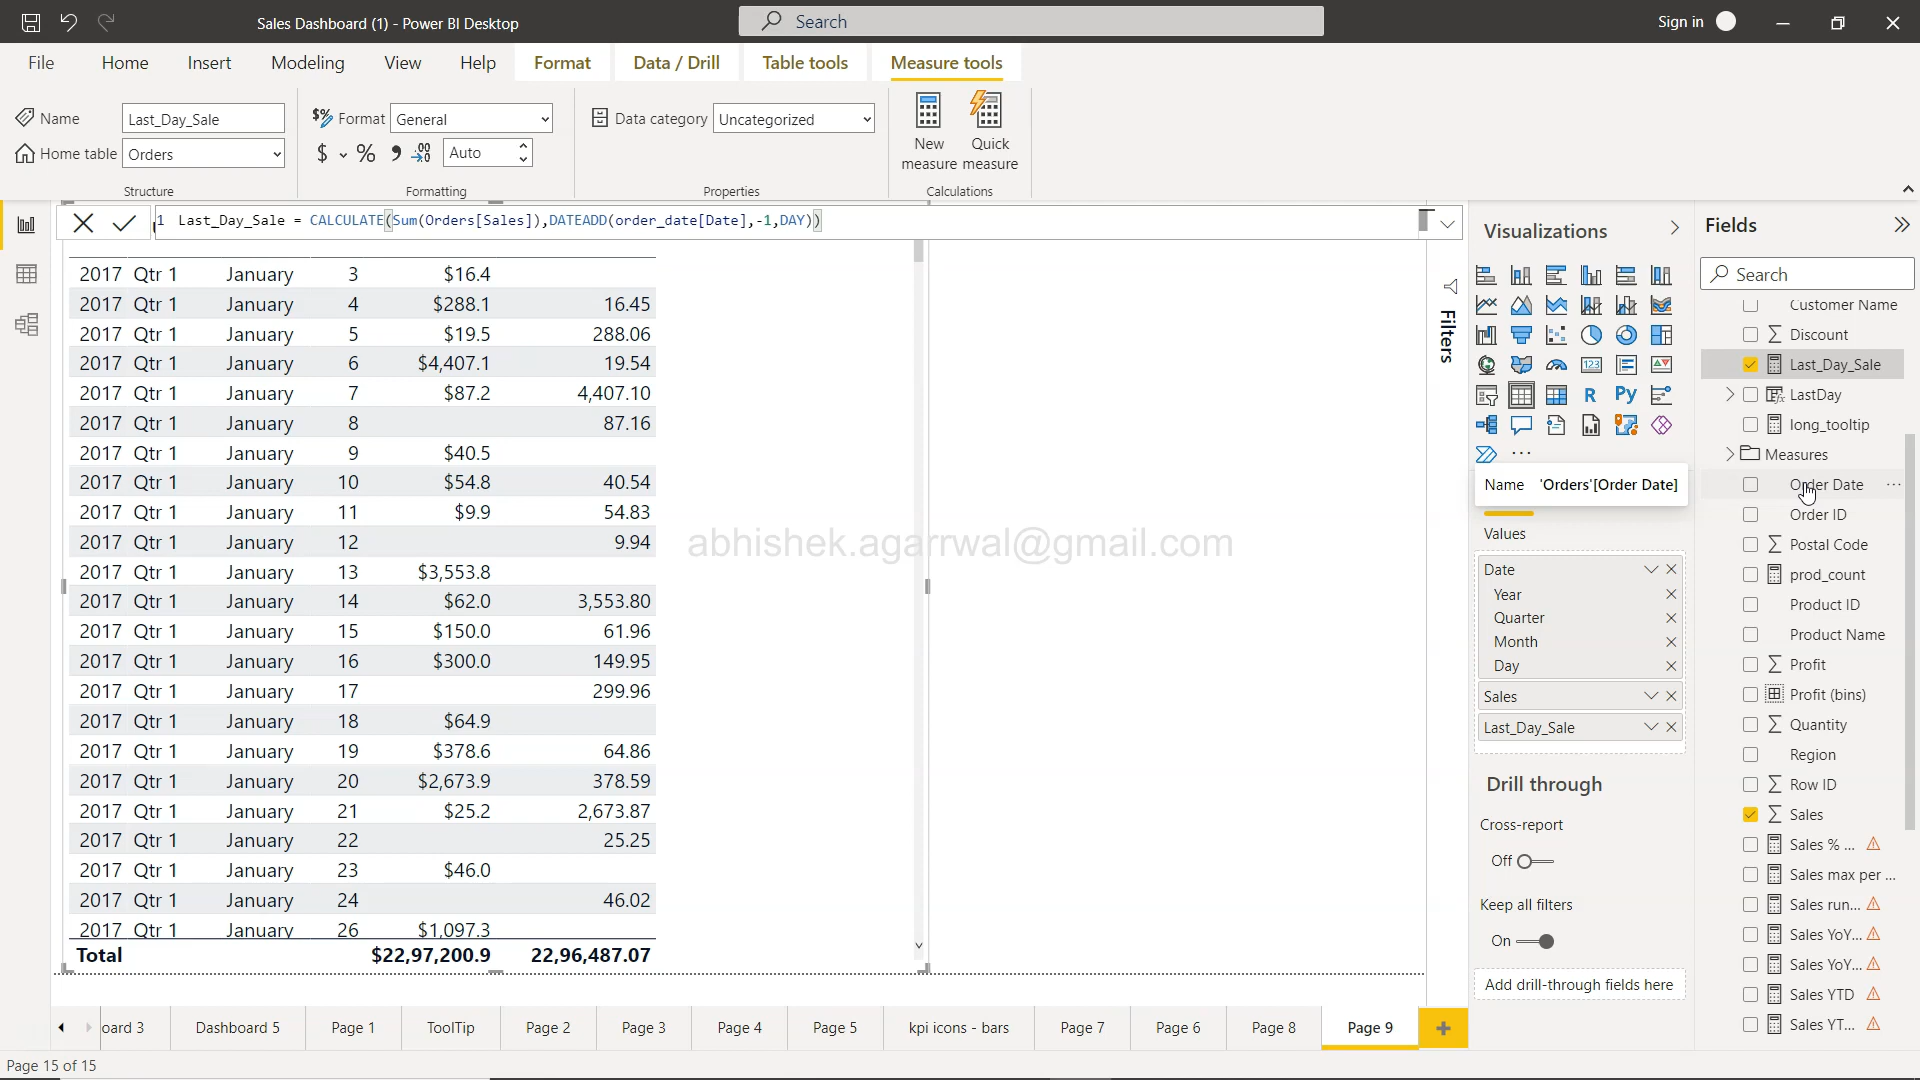 Sales Dashboard (1) - Power BI Desktop
Search
Sign in
File
Home
Insert
Modeling
View
Help
Format
Data / Drill
Table tools
Measure tools
Name
Last_Day_Sale
Home table
Orders
Structure
Format
General
$
%
Auto
Formatting
Data category
Uncategorized
Properties
New
measure
Quick
measure
Calculations
1 Last_Day_Sale = CALCULATE(Sum(Orders[Sales]),DATEADD(order_date[Date],-1,DAY))
2017 Qtr 1 January 3 $16.4
2017 Qtr 1 January 4 $288.1 16.45
2017 Qtr 1 January 5 $19.5 288.06
2017 Qtr 1 January 6 $4,407.1 19.54
2017 Qtr 1 January 7 $87.2 4,407.10
2017 Qtr 1 January 8 87.16
2017 Qtr 1 January 9 $40.5
2017 Qtr 1 January 10 $54.8 40.54
2017 Qtr 1 January 11 $9.9 54.83
2017 Qtr 1 January 12 9.94
2017 Qtr 1 January 13 $3,553.8
2017 Qtr 1 January 14 $62.0 3,553.80
2017 Qtr 1 January 15 $150.0 61.96
2017 Qtr 1 January 16 $300.0 149.95
2017 Qtr 1 January 17 299.96
2017 Qtr 1 January 18 $64.9
2017 Qtr 1 January 19 $378.6 64.86
2017 Qtr 1 January 20 $2,673.9 378.59
2017 Qtr 1 January 21 $25.2 2,673.87
2017 Qtr 1 January 22 25.25
2017 Qtr 1 January 23 $46.0
2017 Qtr 1 January 24 46.02
2017 Qtr 1 January 26 $1,097.3
Total $22,97,200.9 22,96,487.07
abhishek.agarrwal@gmail.com
Filters
Visualizations
R
Py
123
Name 'Orders'[Order Date]
Values
Date
Year
Quarter
Month
Day
Sales
Last_Day_Sale
Drill through
Cross-report
Off
Keep all filters
On
Add drill-through fields here
Fields
Search
Customer Name
Discount
Last_Day_Sale
LastDay
long_tooltip
Measures
Order Date
Order ID
Postal Code
prod_count
Product ID
Product Name
Profit
Profit (bins)
Quantity
Region
Row ID
Sales
Sales % ...
Sales max per ...
Sales run...
Sales YoY...
Sales YoY...
Sales YTD
Sales YT...
oard 3
Dashboard 5
Page 1
ToolTip
Page 2
Page 3
Page 4
Page 5
kpi icons - bars
Page 7
Page 6
Page 8
Page 9
Page 15 of 15